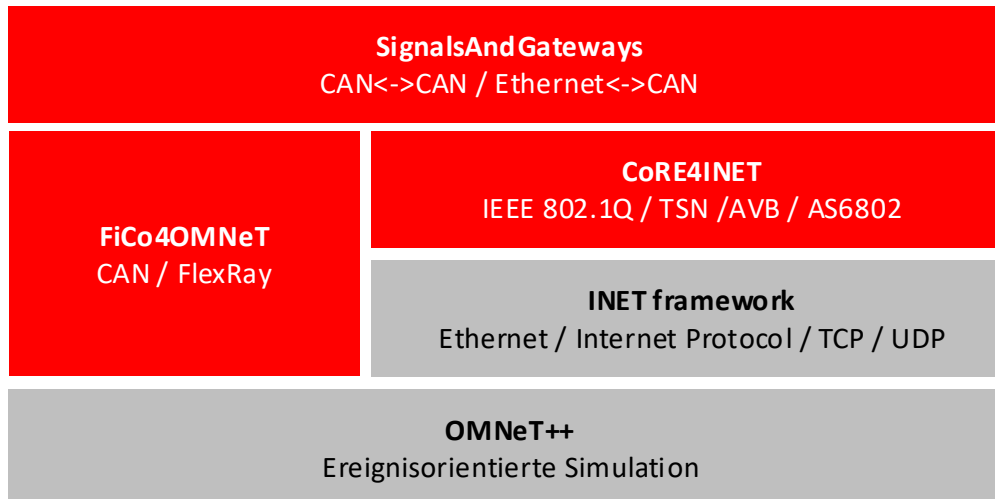 SignalsAndGateways
CAN<->CAN / Ethernet<->CAN
FiCo4OMNeT
CAN / FlexRay
CoRE4INET
IEEE 802.1Q / TSN /AVB / AS6802
INET framework
Ethernet / Internet Protocol / TCP / UDP
OMNeT++
Ereignisorientierte Simulation